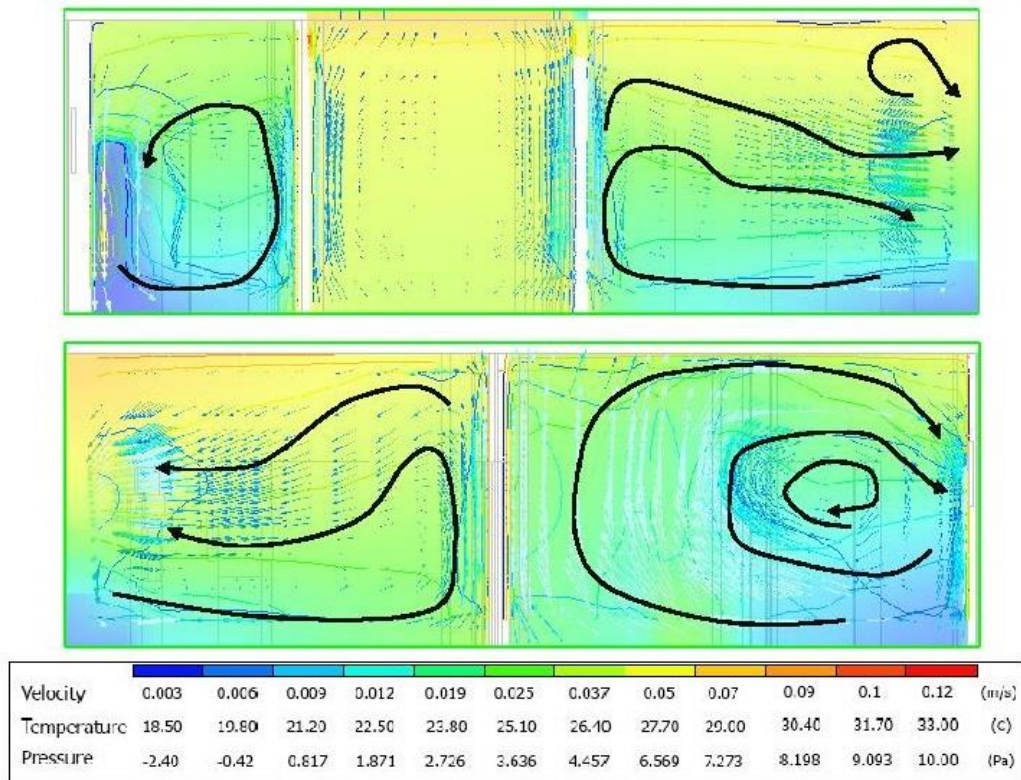 Velocity 0.003 0.006 0.009 0.012 0.019 0.025 0.037 0.05 0.07 0.09 0.1 0.12 (m/s)
Temperature 18.50 19.80 21.20 22.50 23.80 25.10 26.40 27.70 29.00 30.40 31.70 33.00 (C)
Pressure -2.40 -0.42 0.817 1.871 2.726 3.636 4.457 6.569 7.273 8.198 9.093 10.00 (Pa)